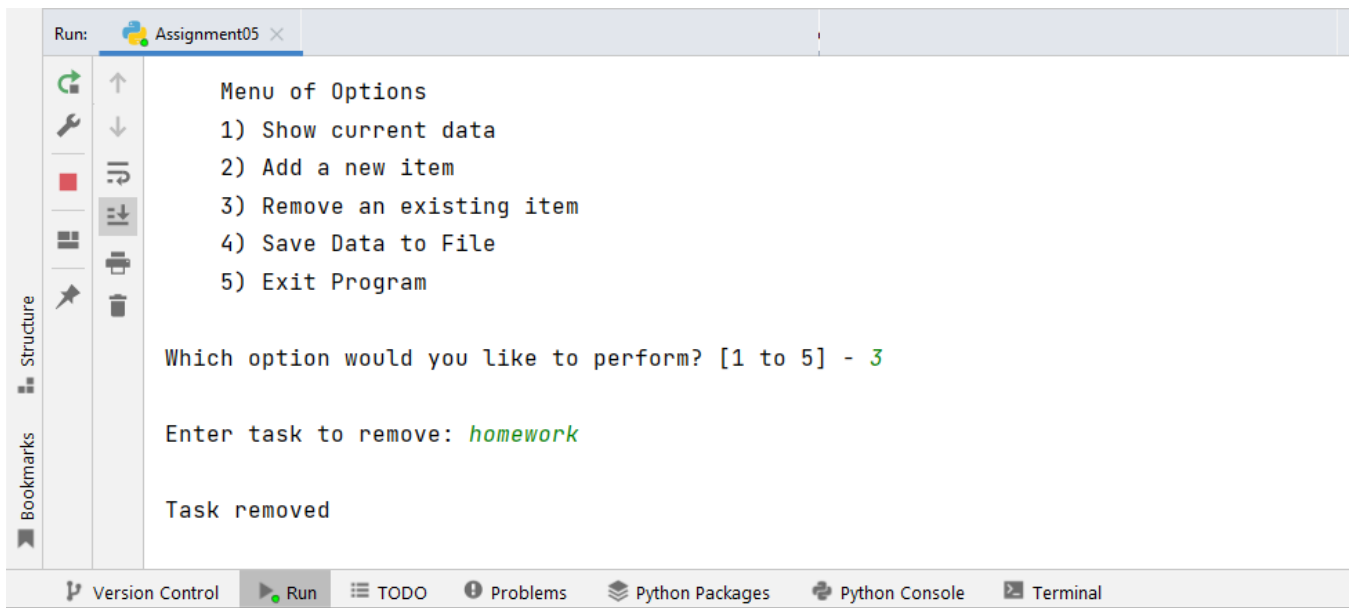 Run: Assignment05
Menu of Options
1) Show current data
2) Add a new item
3) Remove an existing item
4) Save Data to File
5) Exit Program
Which option would you like to perform? [1 to 5] - 3
Enter task to remove: homework
Task removed
Structure
Bookmarks
Version Control Run TODO Problems Python Packages Python Console Terminal